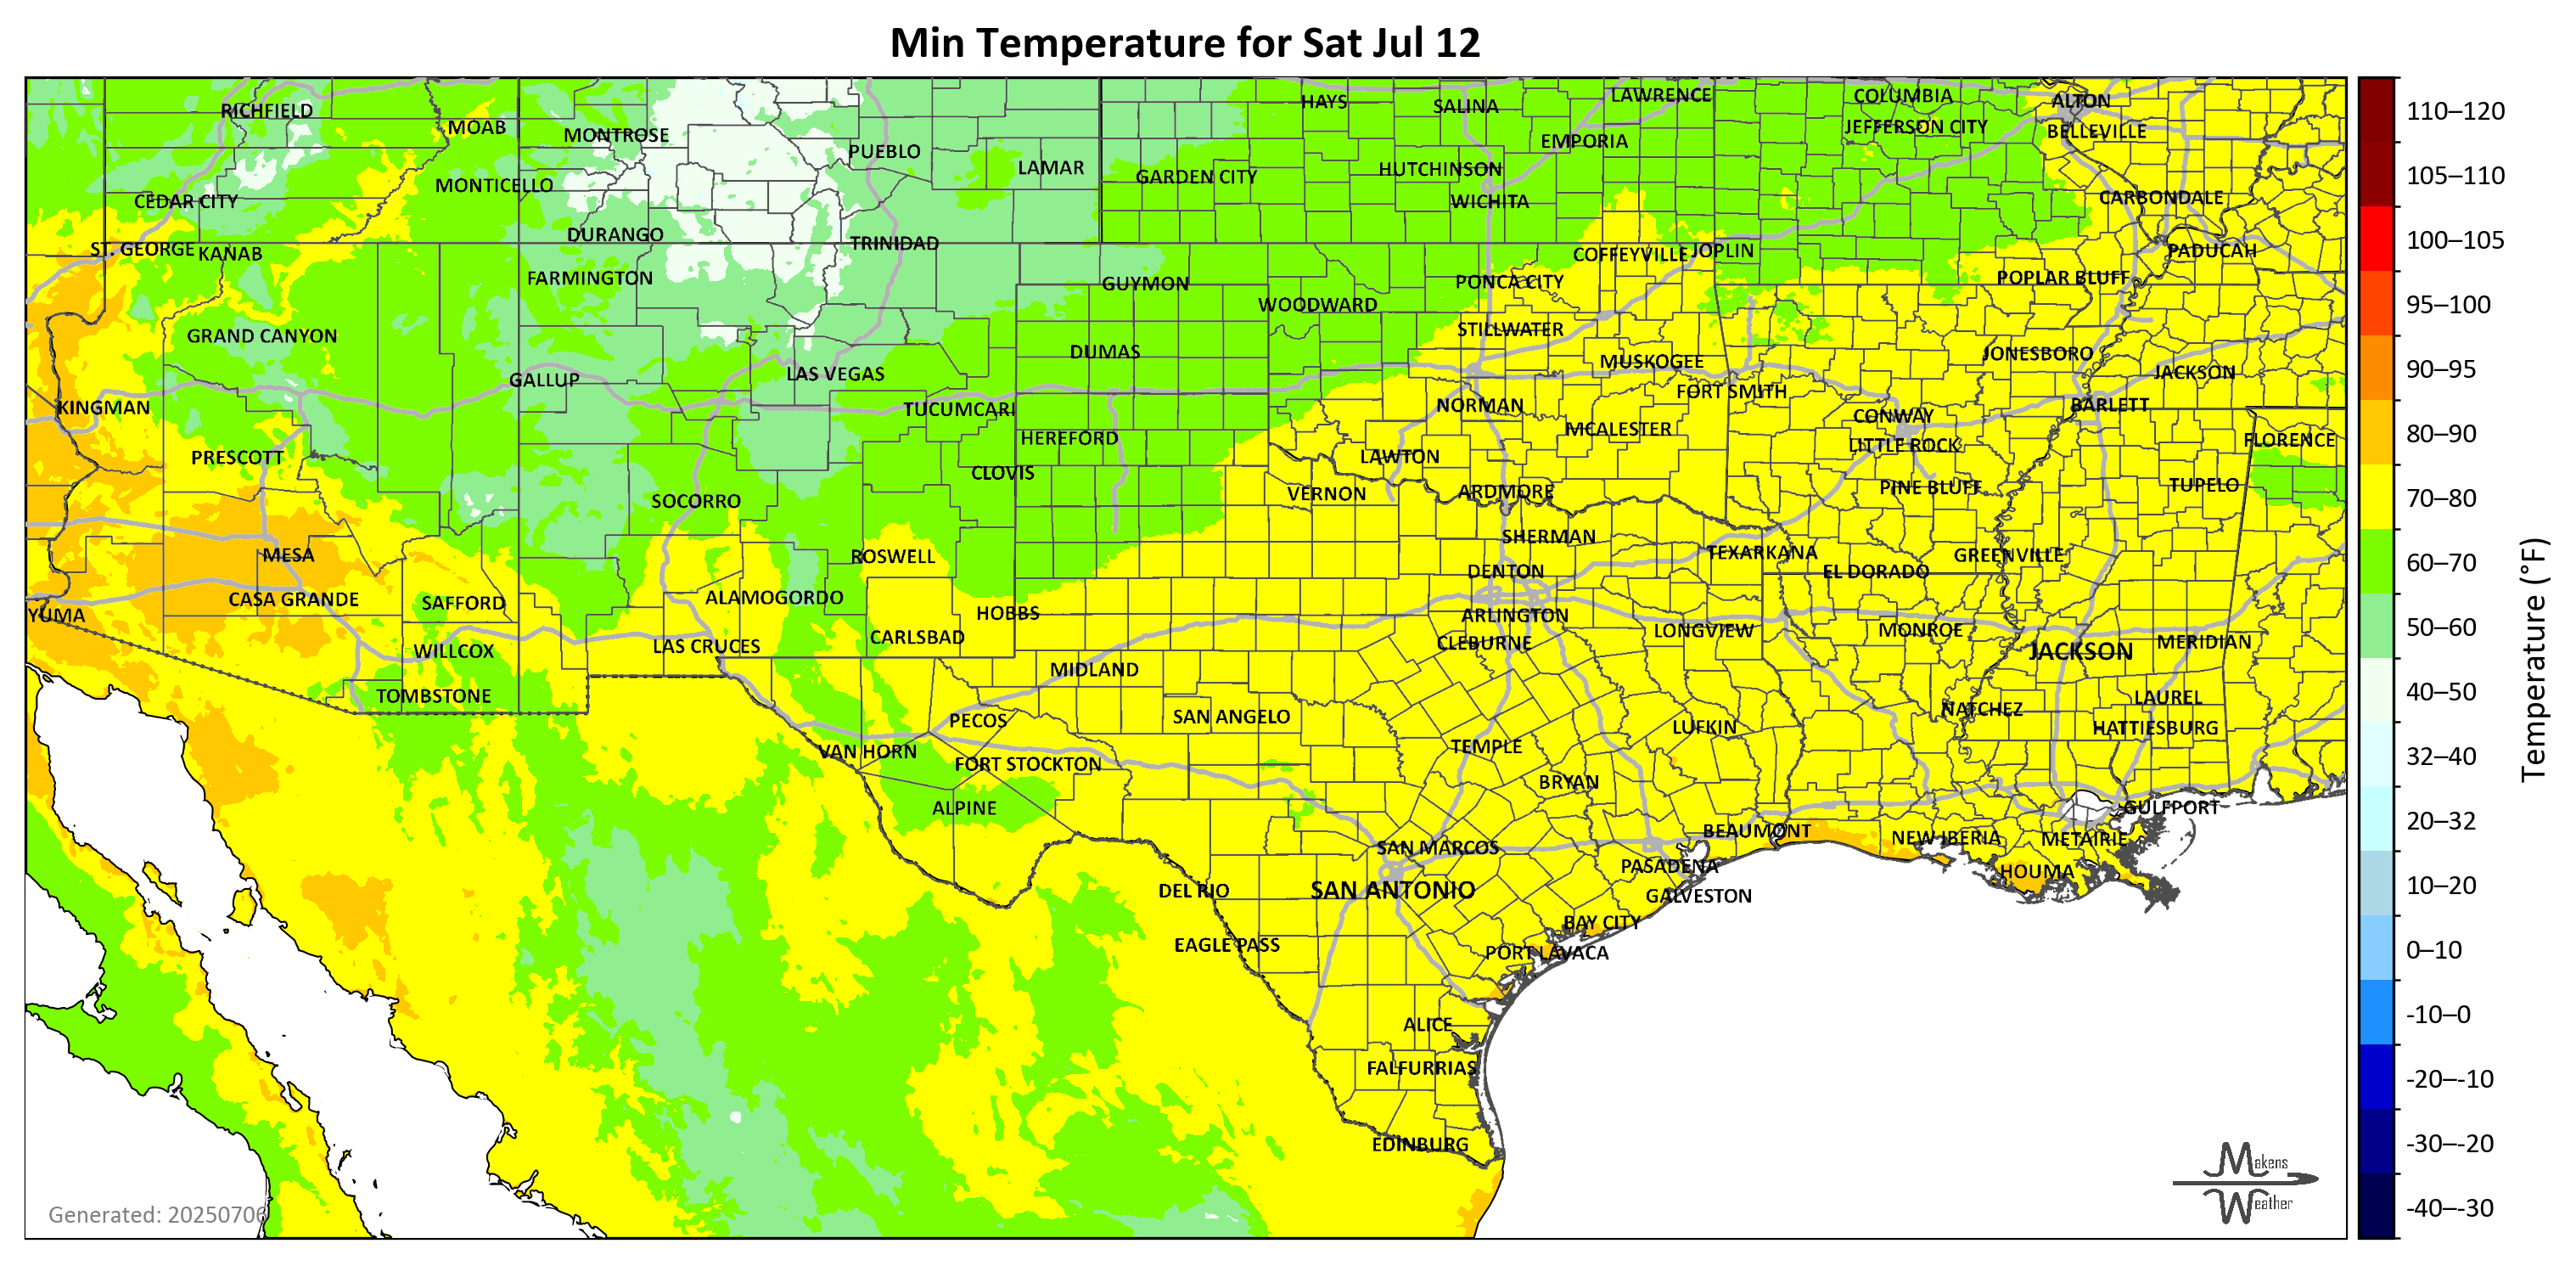 Min Temperature for Sat Jul 12
RICHFIELD
MOAB
MONTROSE
PUEBLO
LAMAR
HAYS
SALINA
LAWRENCE
COLUMBIA
ALTON
JEFFERSON CITY
BELLEVILLE
EMPORIA
HUTCHINSON
GARDEN CITY
MONTICELLO
CEDAR CITY
WICHITA
CARBONDALE
DURANGO
TRINIDAD
ST. GEORGE
KANAB
COFFEYVILLE
JOPLIN
PADUCAH
FARMINGTON
GUYMON
PONCA CITY
POPLAR BLUFF
WOODWARD
GRAND CANYON
STILLWATER
DUMAS
MUSKOGEE
JONESBORO
JACKSON
GALLUP
LAS VEGAS
FORT SMITH
KINGMAN
TUCUMCARI
NORMAN
CONWAY
BARLETT
HEREFORD
MCALESTER
LITTLE ROCK
FLORENCE
PRESCOTT
LAWTON
CLOVIS
SOCORRO
VERNON
ARDMORE
PINE BLUFF
TUPELO
SHERMAN
MESA
ROSWELL
TEXARKANA
GREENVILLE
DENTON
EL DORADO
CASA GRANDE
SAFFORD
ALAMOGORDO
HOBBS
ARLINGTON
YUMA
CARLSBAD
CLEBURNE
LONGVIEW
MONROE
MERIDIAN
WILLCOX
LAS CRUCES
JACKSON
MIDLAND
TOMBSTONE
LAUREL
NATCHEZ
PECOS
SAN ANGELO
LUFKIN
HATTIESBURG
VAN HORN
TEMPLE
FORT STOCKTON
BRYAN
ALPINE
GULFPORT
BEAUMONT
NEW IBERIA
METAIRIE
SAN MARCOS
PASADENA
HOUMA
DEL RIO
SAN ANTONIO
GALVESTON
BAY CITY
EAGLE PASS
PORT LAVACA
ALICE
FALFURRIAS
EDINBURG
Generated: 20250706
Makens
Weather
110–120
105–110
100–105
95–100
90–95
80–90
70–80
60–70
50–60
40–50
32–40
20–32
10–20
0–10
-10–0
-20–-10
-30–-20
-40–-30
Temperature (°F)